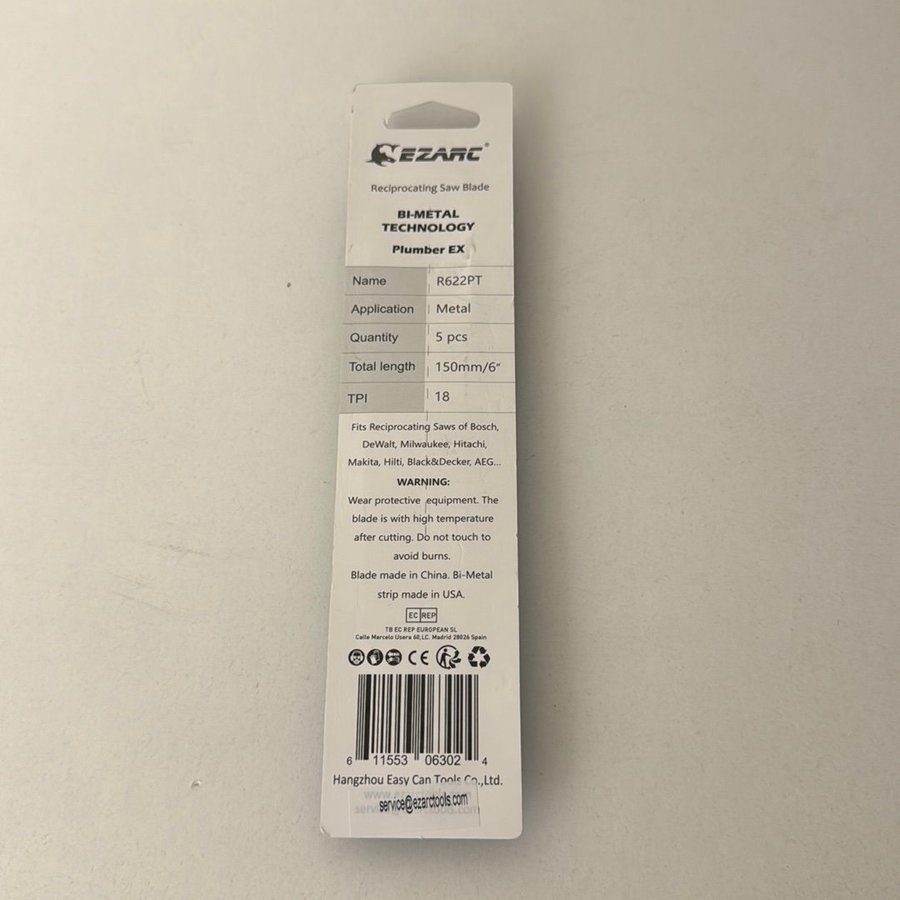 EZARC®
Reciprocating Saw Blade
BI-METAL
TECHNOLOGY
Plumber EX
Name R622PT
Application Metal
Quantity 5 pcs
Total length 150mm/6"
TPI 18
Fits Reciprocating Saws of Bosch,
DeWalt, Milwaukee, Hitachi,
Makita, Hilti, Black&Decker, AEG...
WARNING:
Wear protective equipment. The
blade is with high temperature
after cutting. Do not touch to
avoid burns.
Blade made in China. Bi-Metal
strip made in USA.
EC REP
TB EC REP EUROPEAN SL
Calle Marcelo Usera 60,LC. Madrid 28026 Spain
CE
6 11553 06302 4
Hangzhou Easy Can Tools Co.,Ltd.
service@ezarctools.com